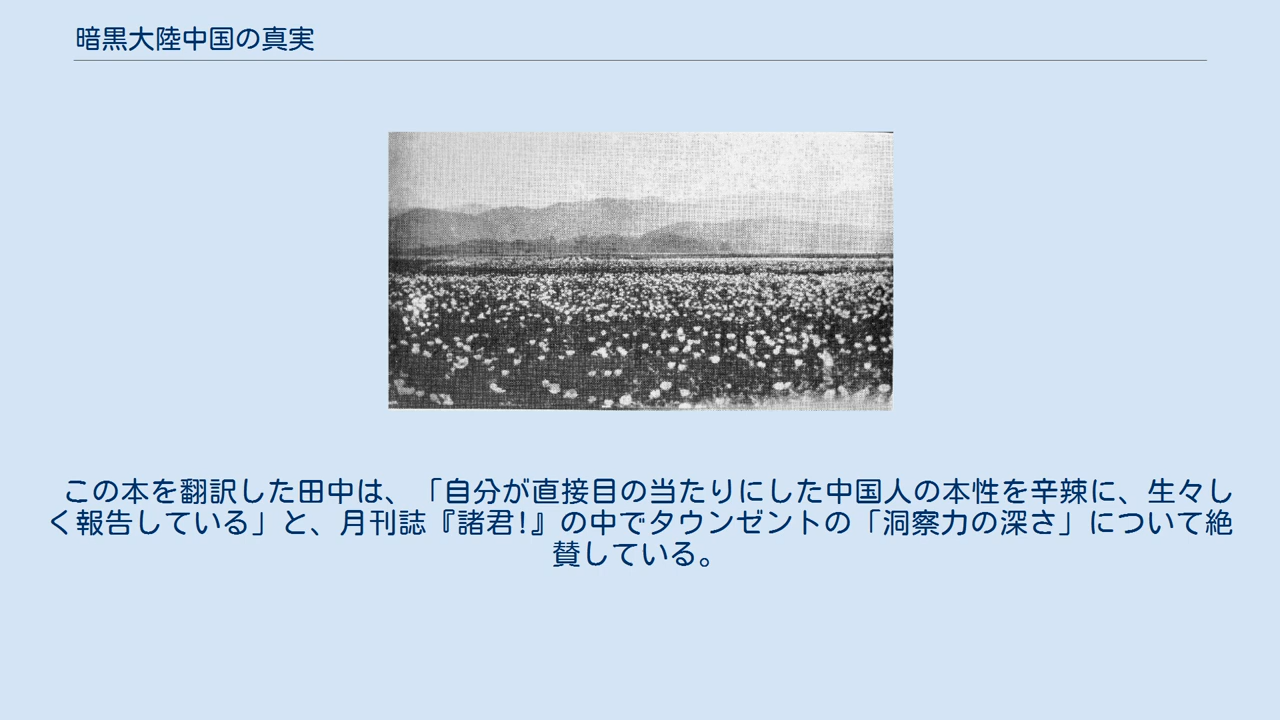 暗黒大陸中国の真実
この本を翻訳した田中は、「自分が直接目の当たりにした中国人の本性を辛辣に、生々し
く報告している」と、月刊誌『諸君!』の中でタウンゼントの「洞察力の深さ」について絶
賛している。